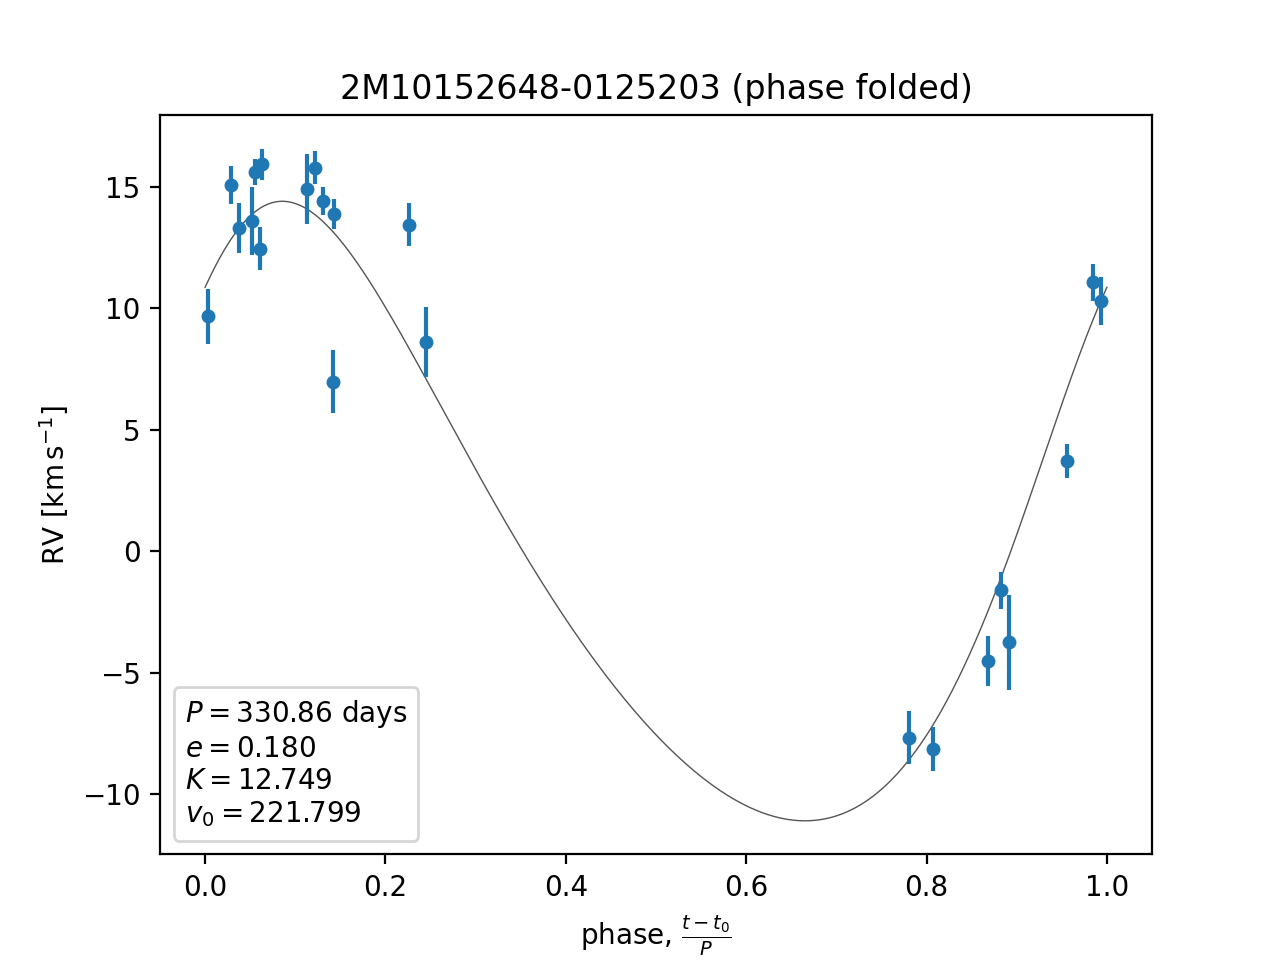 2M10152648-0125203 (phase folded)
RV [km s⁻¹]
15
10
5
0
−5
−10
P = 330.86 days
e = 0.180
K = 12.749
v₀ = 221.799
0.0 0.2 0.4 0.6 0.8 1.0
phase, (t − t₀)/P